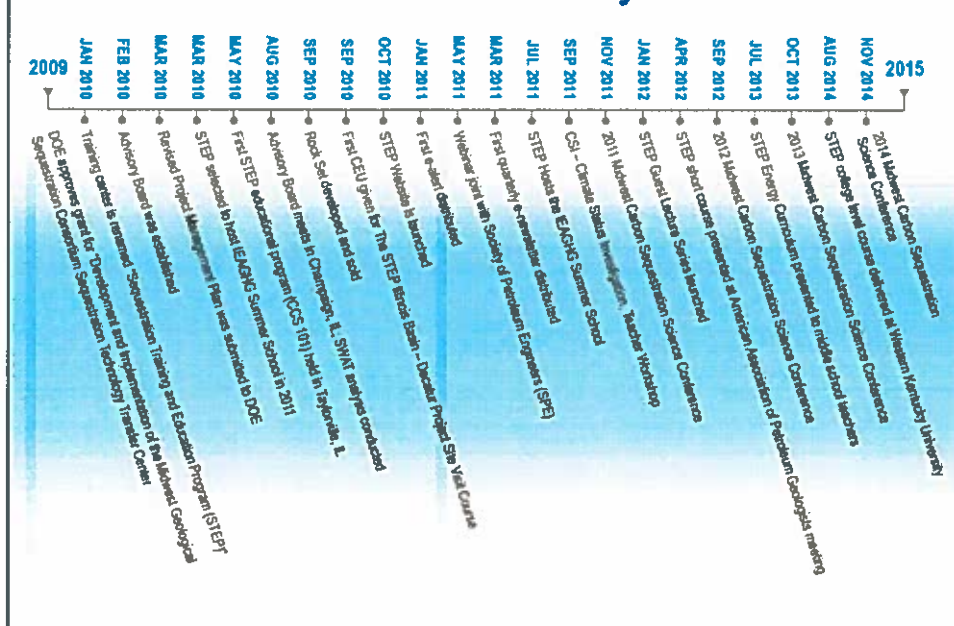 2009
JAN 2010
FEB 2010
MAR 2010
MAR 2010
MAY 2010
AUG 2010
SEP 2010
SEP 2010
OCT 2010
JAN 2011
MAY 2011
MAR 2011
JUL 2011
SEP 2011
NOV 2011
JAN 2012
APR 2012
SEP 2012
JUL 2013
OCT 2013
AUG 2014
NOV 2014
2015
DOE approves grant for "Development and Implementation of the Midwest Geological
Sequestration Consortium Sequestration Technology Transfer Center
Training center is renamed "Sequestration Training and Education Program (STEP)"
Advisory Board was established
Revised Project Management Plan was submitted to DOE
STEP selected to host IEAGHG Summer School in 2011
First STEP educational program (CCS 101) held in Taylorville, IL
Advisory Board meets in Champaign, IL, SWAT analysis conducted
Rock Set developed and sold
First CEU given for The STEP Illinois Basin – Decatur Project Site Visit Course
STEP Website is launched
First e-alert distributed
Webinar join with Society of Petroleum Engineers (SPE)
First quarterly e-newsletter distributed
STEP Hosts the IEAGHG Summer School
CSI – Climate Status Investigation, Teacher Workshop
2011 Midwest Carbon Sequestration Science Conference
STEP Guest Lecture Series launched
STEP short course presented at American Association of Petroleum Geologists meeting
2012 Midwest Carbon Sequestration Science Conference
STEP Energy Curriculum presented to middle school teachers
2013 Midwest Carbon Sequestration Science Conference
STEP college level course delivered at Western Kentucky University
2014 Midwest Carbon Sequestration
Science Conference